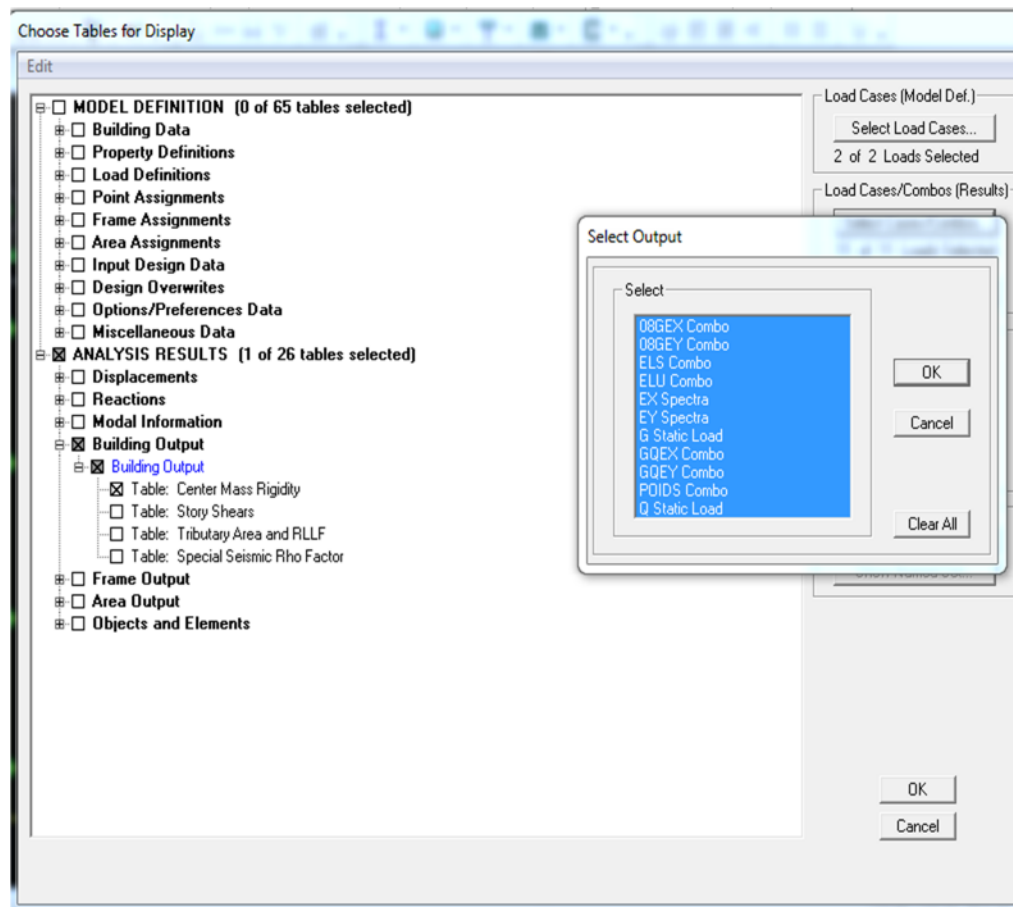 Choose Tables for Display
Edit
MODEL DEFINITION (0 of 65 tables selected)
Building Data
Property Definitions
Load Definitions
Point Assignments
Frame Assignments
Area Assignments
Input Design Data
Design Overwrites
Options/Preferences Data
Miscellaneous Data
ANALYSIS RESULTS (1 of 26 tables selected)
Displacements
Reactions
Modal Information
Building Output
Building Output
Table: Center Mass Rigidity
Table: Story Shears
Table: Tributary Area and RLLF
Table: Special Seismic Rho Factor
Frame Output
Area Output
Objects and Elements
Load Cases (Model Def.)
Select Load Cases...
2 of 2 Loads Selected
Load Cases/Combos (Results)
Select Output
Select
08GEX Combo
08GEY Combo
ELS Combo
ELU Combo
EX Spectra
EY Spectra
G Static Load
GQEX Combo
GQEY Combo
POIDS Combo
Q Static Load
OK
Cancel
Clear All
OK
Cancel